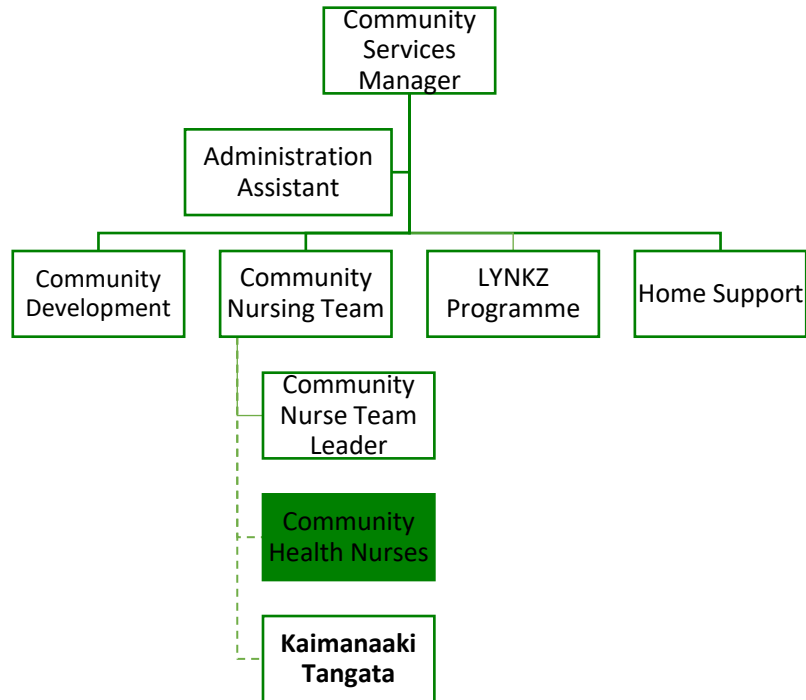 Community
Services
Manager
Administration
Assistant
Community
Development
Community
Nursing Team
LYNKZ
Programme
Home Support
Community
Nurse Team
Leader
Community
Health Nurses
Kaimanaaki
Tangata